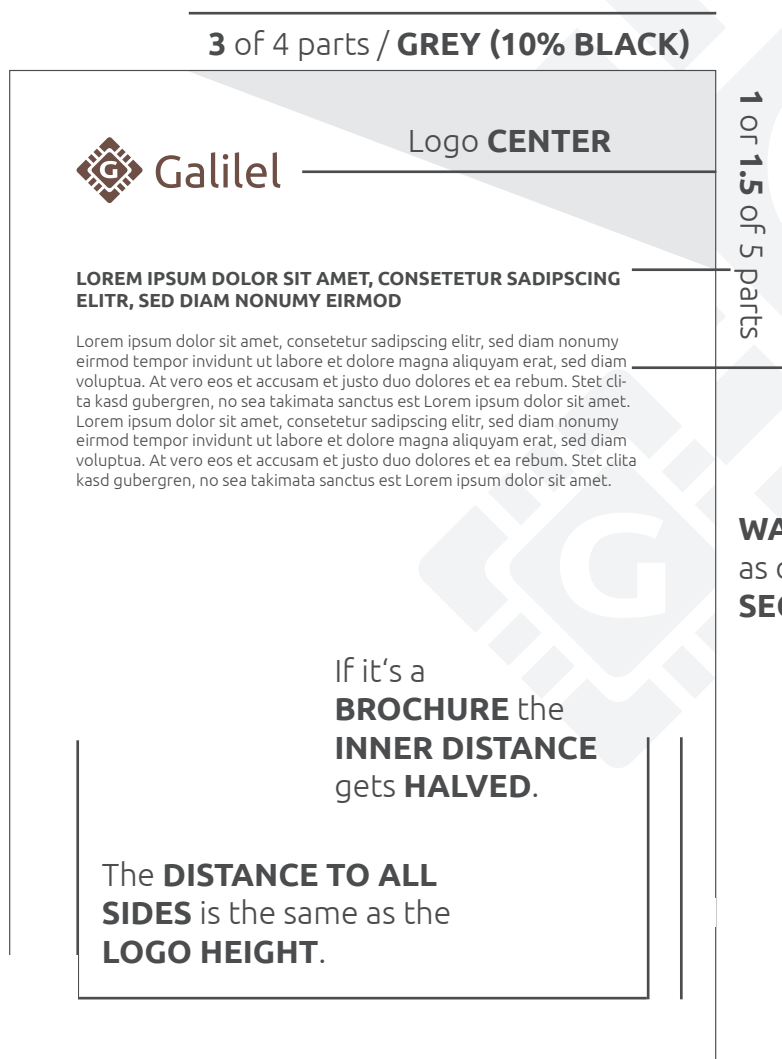 3 of 4 parts / GREY (10% BLACK)
1 or 1.5 of 5 parts
G Galilel
Logo CENTER
LOREM IPSUM DOLOR SIT AMET, CONSETETUR SADIPSCING
ELITR, SED DIAM NONUMY EIRMOD
Lorem ipsum dolor sit amet, consetetur sadipscing elitr, sed diam nonumy
eirmod tempor invidunt ut labore et dolore magna aliquyam erat, sed diam
voluptua. At vero eos et accusam et justo duo dolores et ea rebum. Stet cli-
ta kasd gubergren, no sea takimata sanctus est Lorem ipsum dolor sit amet.
Lorem ipsum dolor sit amet, consetetur sadipscing elitr, sed diam nonumy
eirmod tempor invidunt ut labore et dolore magna aliquyam erat, sed diam
voluptua. At vero eos et accusam et justo duo dolores et ea rebum. Stet clita
kasd gubergren, no sea takimata sanctus est Lorem ipsum dolor sit amet.
G
as
If it‘s a
BROCHURE the
INNER DISTANCE
gets HALVED.
The DISTANCE TO ALL
SIDES is the same as the
LOGO HEIGHT.